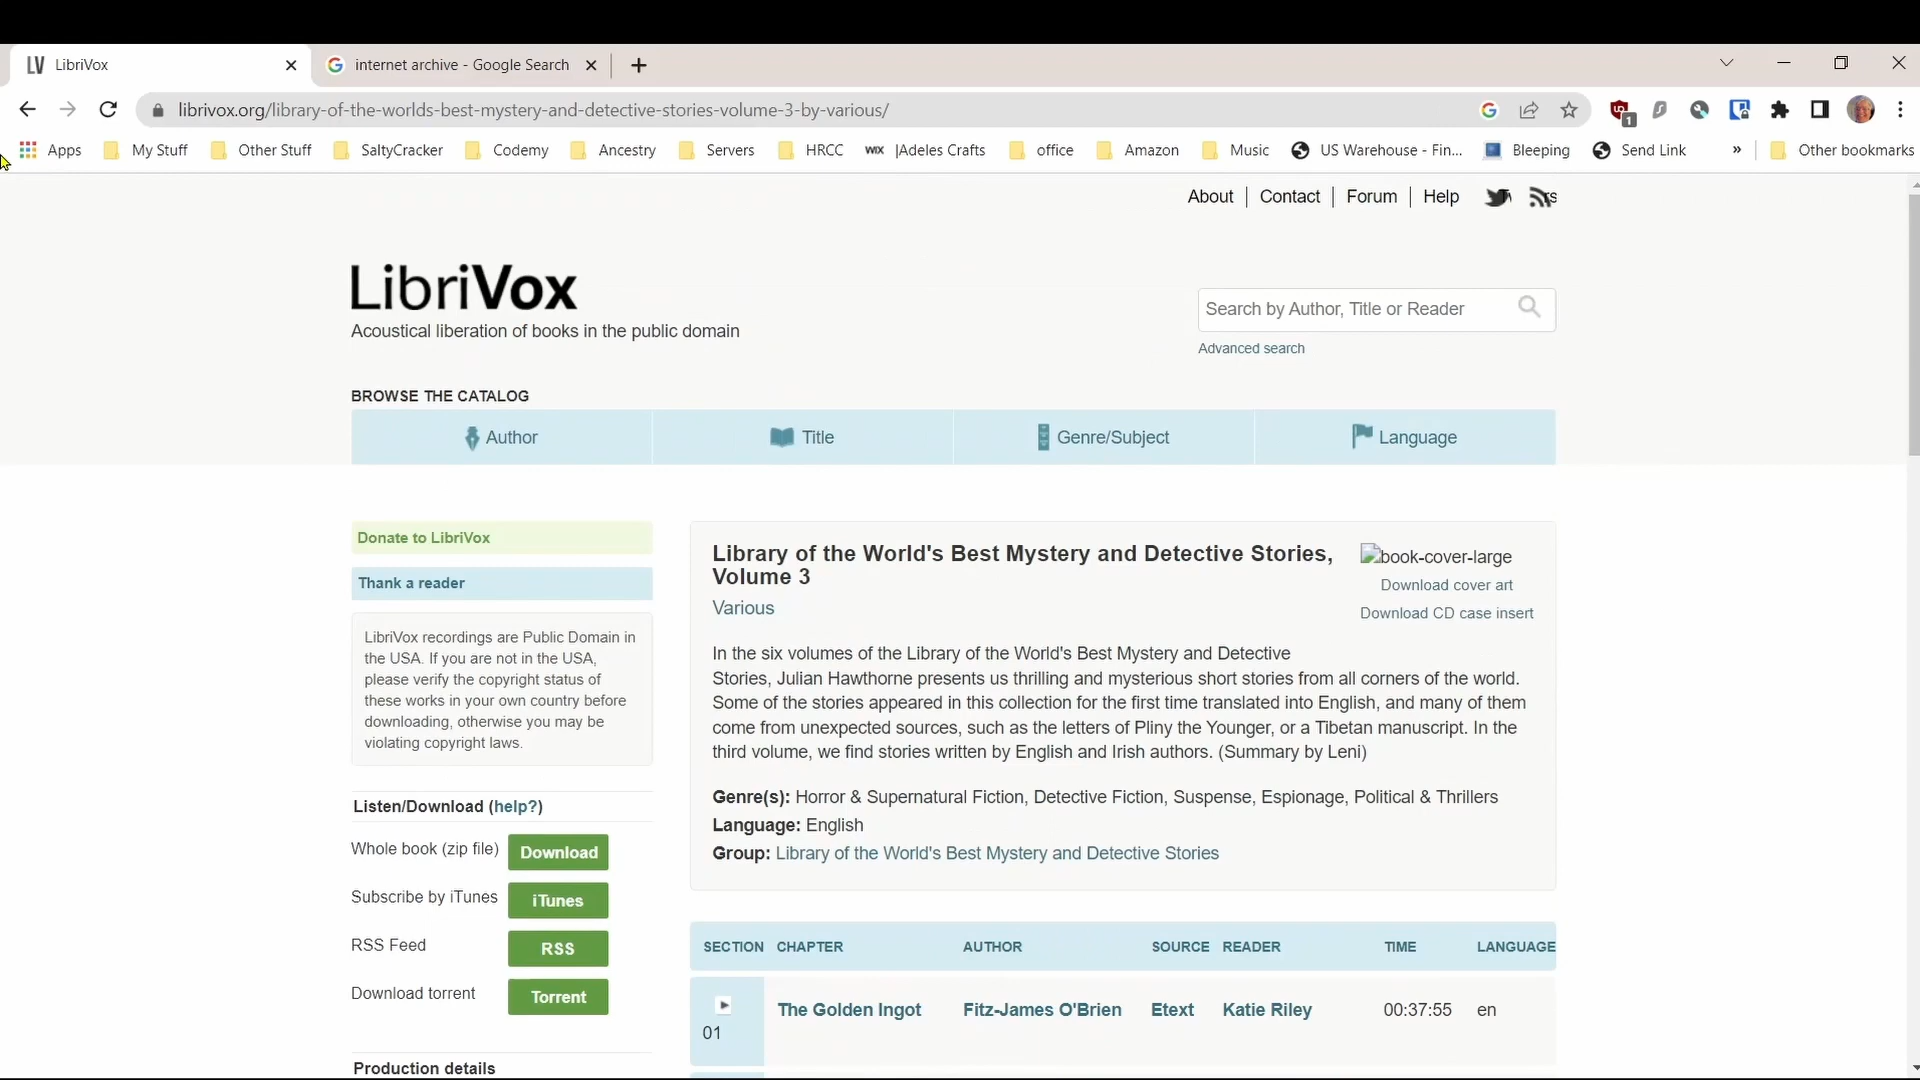 LV LibriVox
internet archive - Google Search
librivox.org/library-of-the-worlds-best-mystery-and-detective-stories-volume-3-by-various/
1
Apps My Stuff Other Stuff SaltyCracker Codemy Ancestry Servers HRCC WIX |Adeles Crafts office Amazon Music US Warehouse - Fin... Bleeping Send Link » Other bookmarks
About Contact Forum Help
LibriVox
Acoustical liberation of books in the public domain
Search by Author, Title or Reader
Advanced search
BROWSE THE CATALOG
Author Title Genre/Subject Language
Donate to LibriVox
Thank a reader
LibriVox recordings are Public Domain in
the USA. If you are not in the USA,
please verify the copyright status of
these works in your own country before
downloading, otherwise you may be
violating copyright laws.
Listen/Download (help?)
Whole book (zip file) Download
Subscribe by iTunes iTunes
RSS Feed RSS
Download torrent Torrent
Production details
Library of the World's Best Mystery and Detective Stories,
Volume 3
Various
book-cover-large
Download cover art
Download CD case insert
In the six volumes of the Library of the World's Best Mystery and Detective
Stories, Julian Hawthorne presents us thrilling and mysterious short stories from all corners of the world.
Some of the stories appeared in this collection for the first time translated into English, and many of them
come from unexpected sources, such as the letters of Pliny the Younger, or a Tibetan manuscript. In the
third volume, we find stories written by English and Irish authors. (Summary by Leni)
Genre(s): Horror & Supernatural Fiction, Detective Fiction, Suspense, Espionage, Political & Thrillers
Language: English
Group: Library of the World's Best Mystery and Detective Stories
SECTION CHAPTER AUTHOR SOURCE READER TIME LANGUAGE
01 The Golden Ingot Fitz-James O'Brien Etext Katie Riley 00:37:55 en